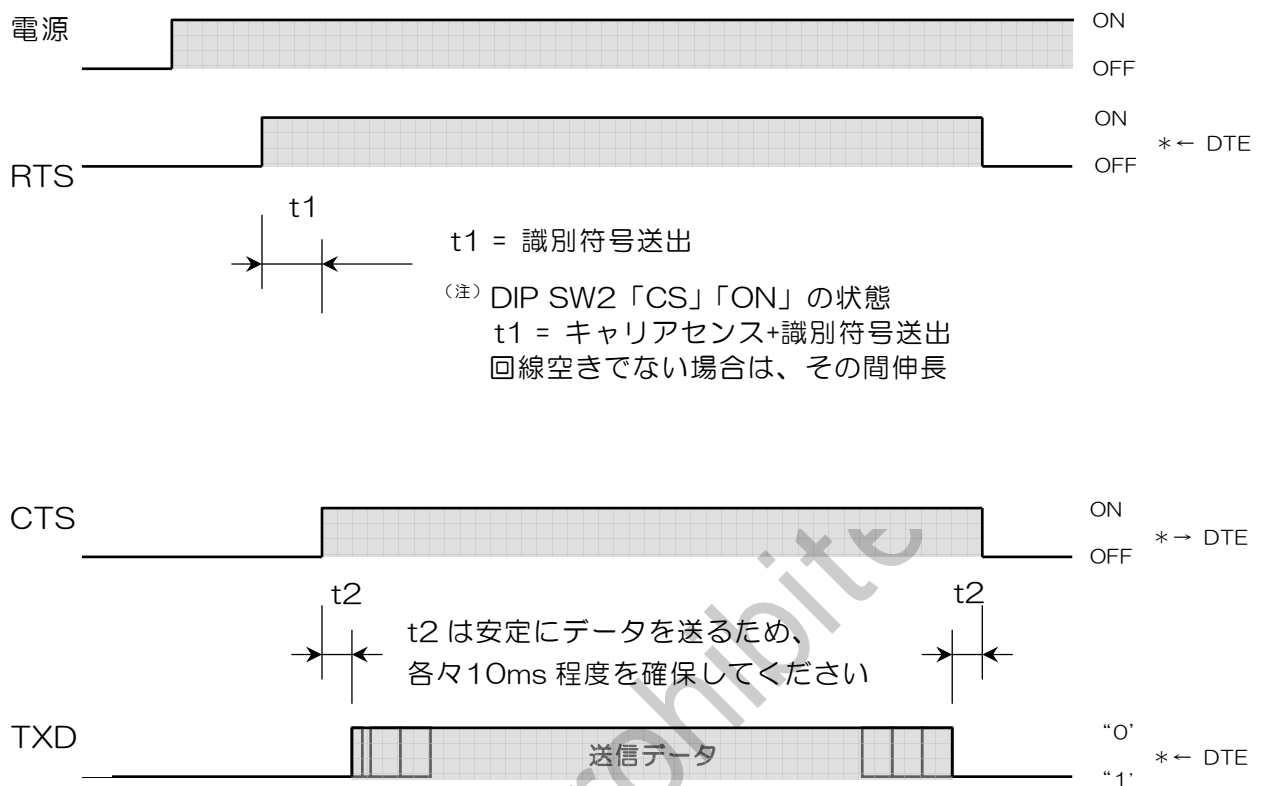 電源
ON
OFF
ON
RTS
OFF
*← DTE
t1
t1 = 識別符号送出
(注) DIP SW2「CS」「ON」の状態
t1 = キャリアセンス+識別符号送出
回線空きでない場合は、その間伸長
CTS
ON
OFF
*→ DTE
t2
t2
t2 は安定にデータを送るため、
各々10ms 程度を確保してください
TXD
送信データ
“0’
“1’
*← DTE